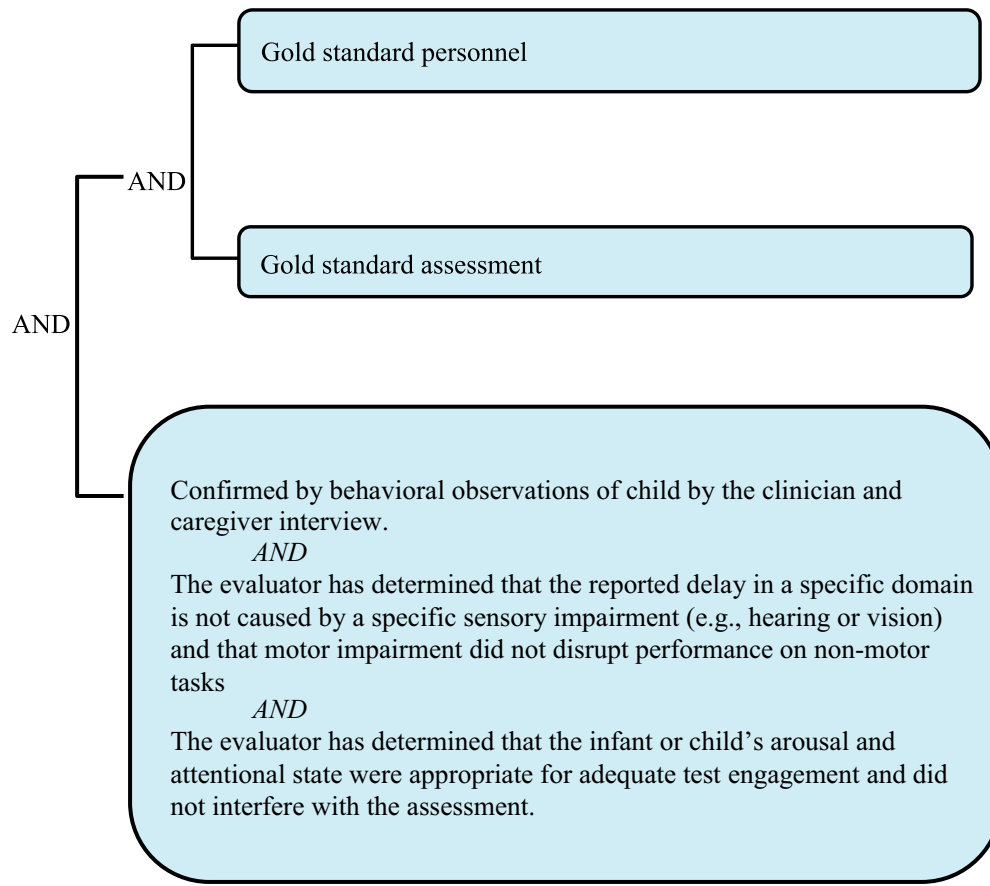 Gold standard personnel
AND
Gold standard assessment
AND
Confirmed by behavioral observations of child by the clinician and
caregiver interview.
AND
The evaluator has determined that the reported delay in a specific domain
is not caused by a specific sensory impairment (e.g., hearing or vision)
and that motor impairment did not disrupt performance on non-motor
tasks
AND
The evaluator has determined that the infant or child’s arousal and
attentional state were appropriate for adequate test engagement and did
not interfere with the assessment.